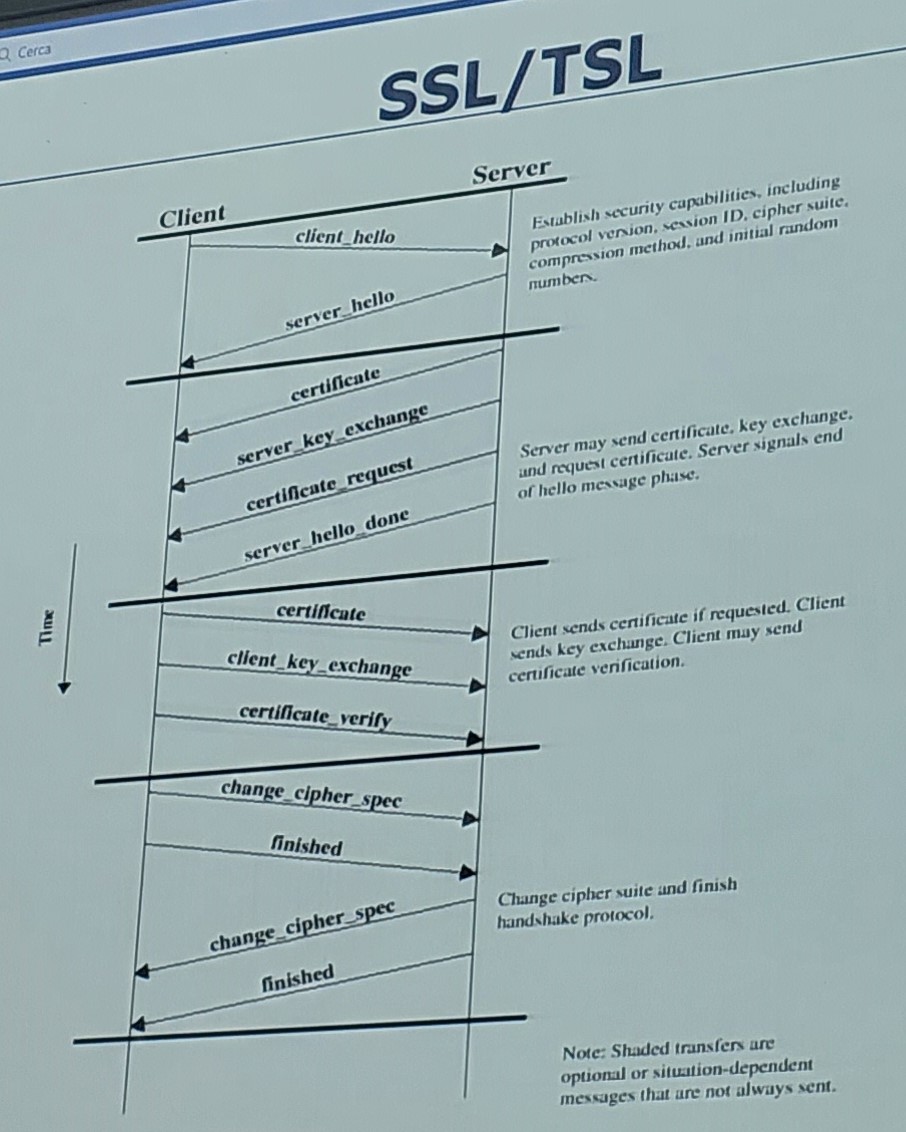 Cerca
SSL/TSL
Client
Server
client_hello
server_hello
Establish security capabilities, including
protocol version, session ID, cipher suite,
compression method, and initial random
numbers.
certificate
server_key_exchange
certificate_request
server_hello_done
Server may send certificate, key exchange,
and request certificate. Server signals end
of hello message phase.
Time
certificate
client_key_exchange
certificate_verify
Client sends certificate if requested. Client
sends key exchange. Client may send
certificate verification.
change_cipher_spec
finished
change_cipher_spec
finished
Change cipher suite and finish
handshake protocol.
Note: Shaded transfers are
optional or situation-dependent
messages that are not always sent.